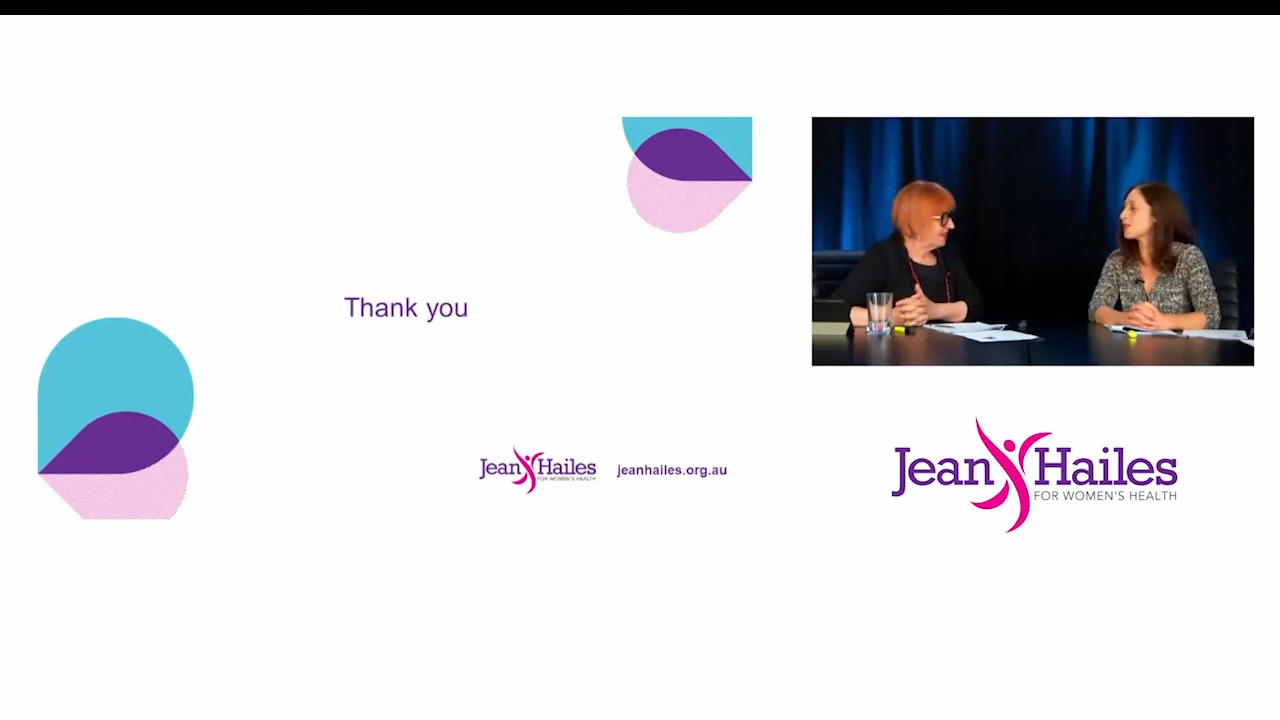 Thank you
Jean Hailes
FOR WOMEN'S HEALTH
jeanhailes.org.au
Jean Hailes
FOR WOMEN'S HEALTH